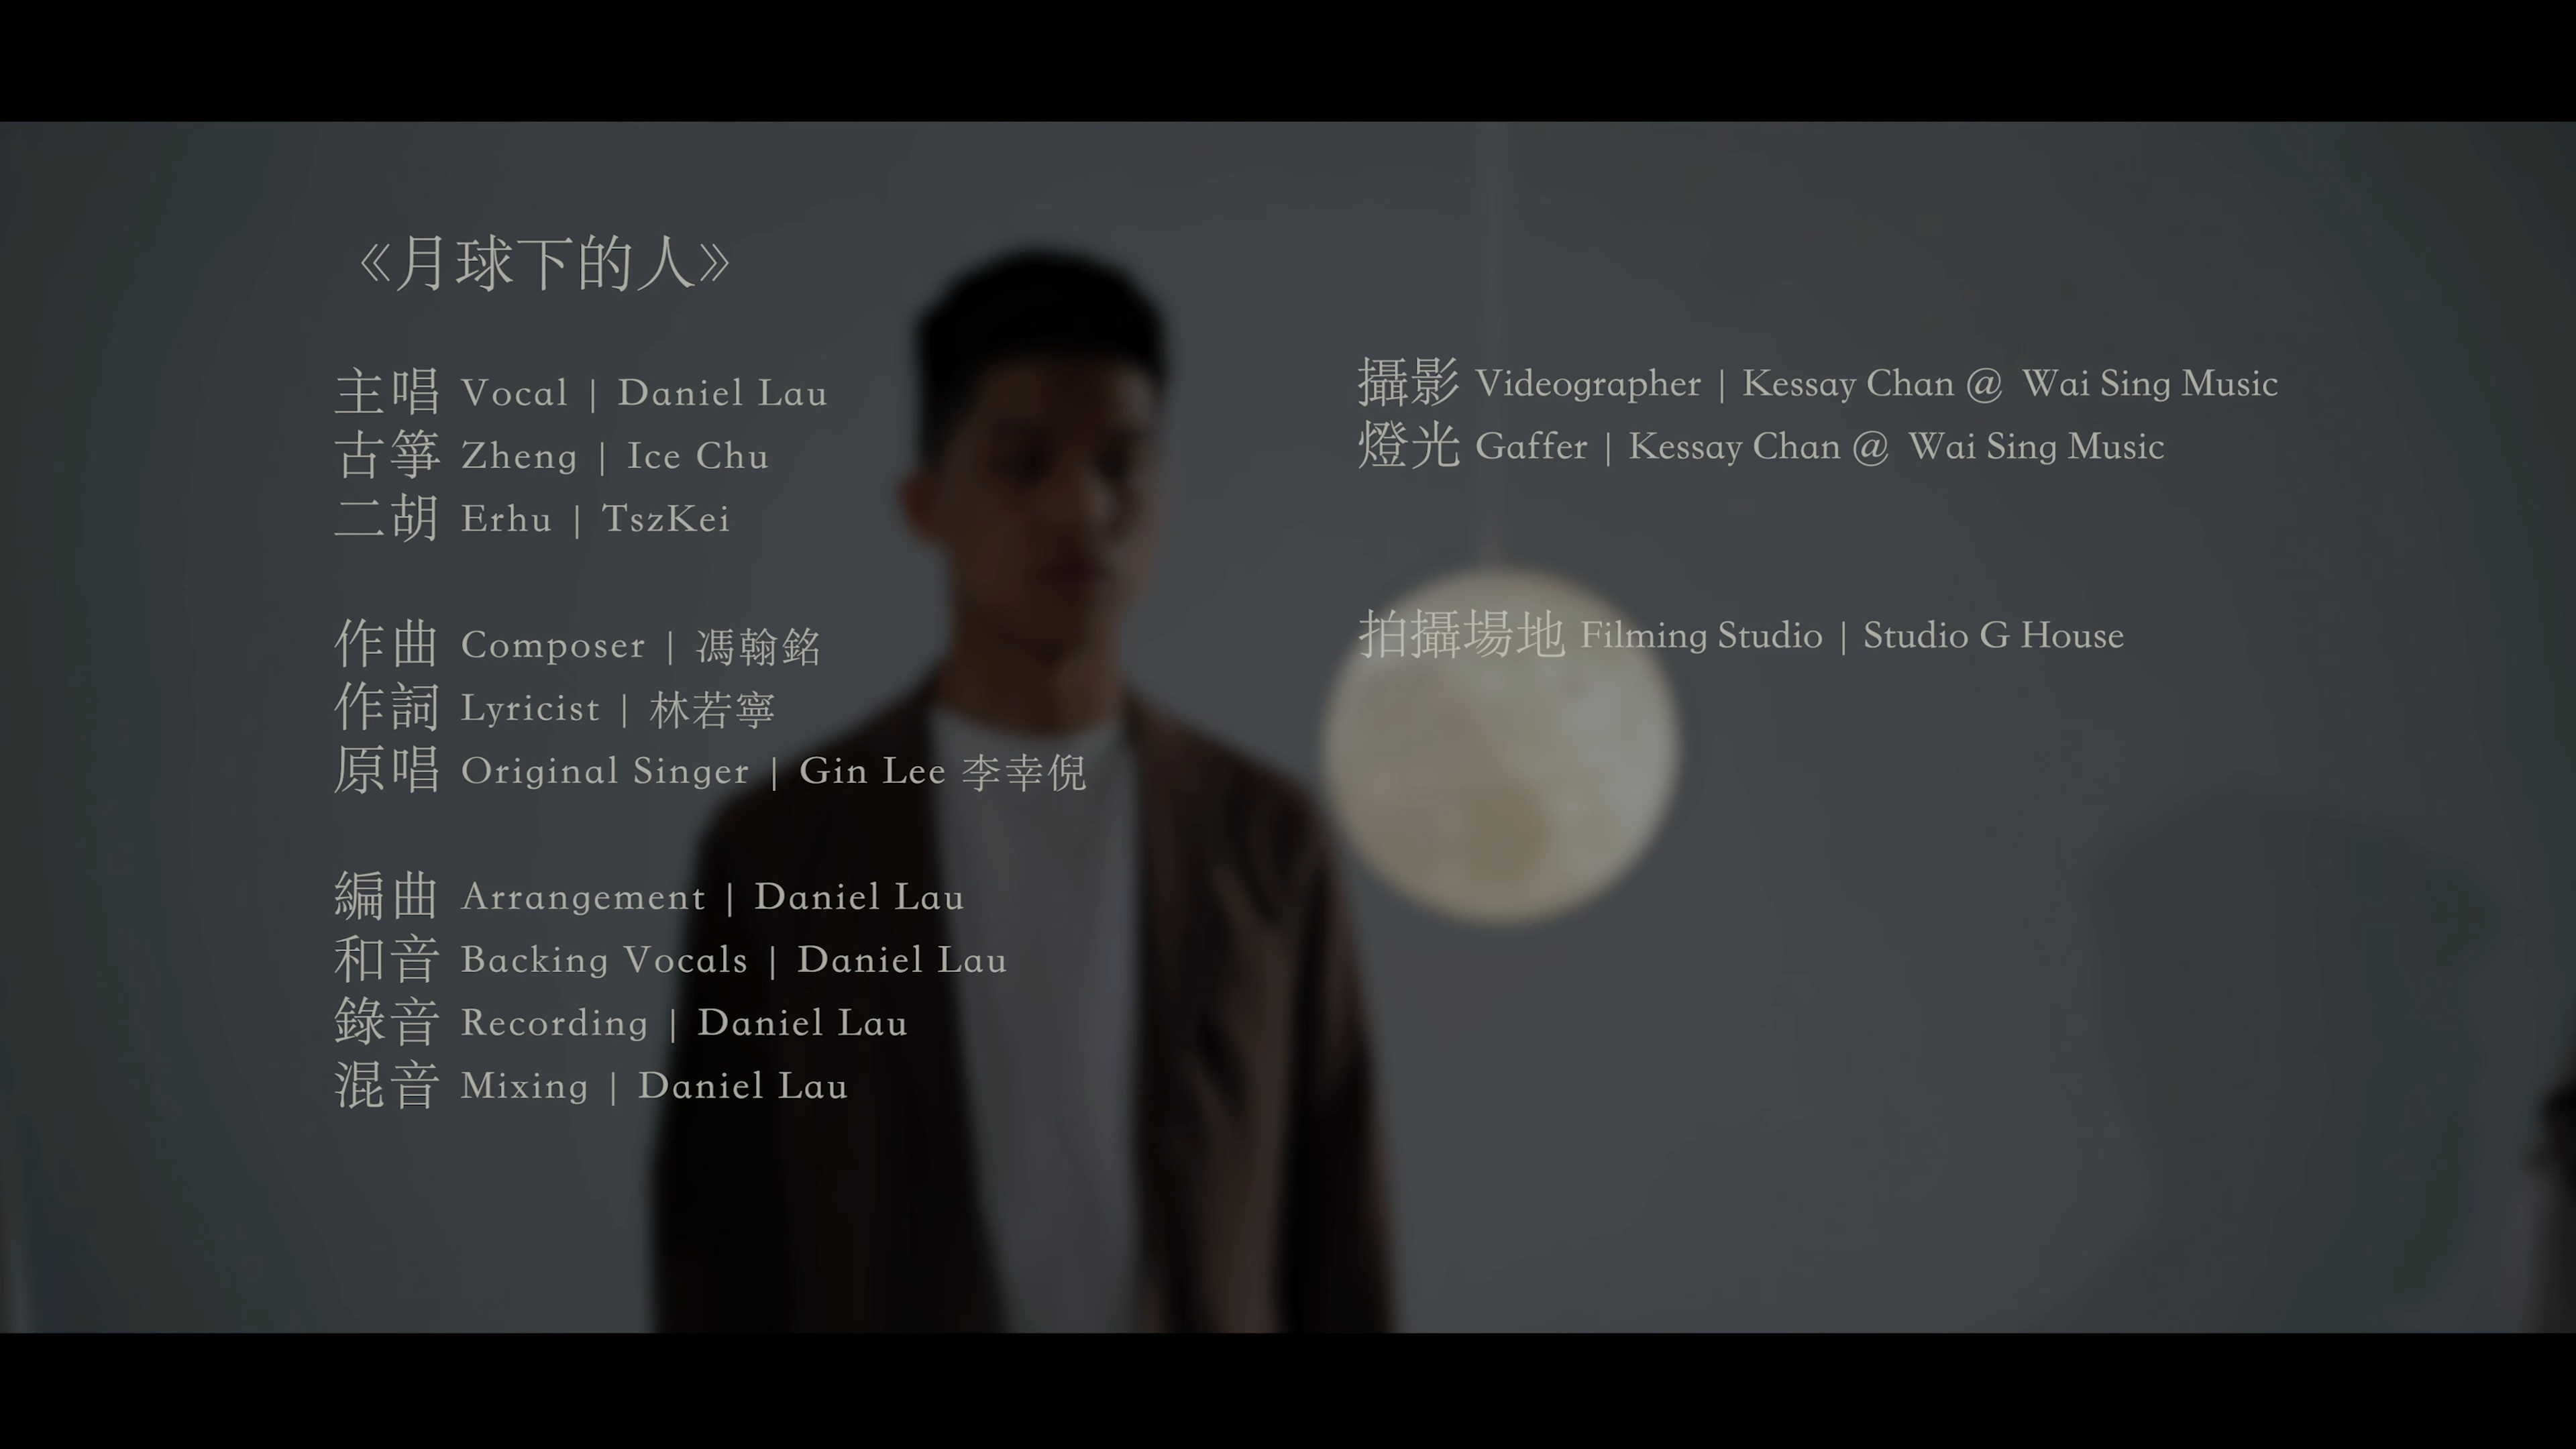 《月球下的人》
主唱 Vocal | Daniel Lau
古箏 Zheng | Ice Chu
二胡 Erhu | TszKei
作曲 Composer | 馮翰銘
作詞 Lyricist | 林若寧
原唱 Original Singer | Gin Lee 李幸倪
編曲 Arrangement | Daniel Lau
和音 Backing Vocals | Daniel Lau
錄音 Recording | Daniel Lau
混音 Mixing | Daniel Lau
攝影 Videographer | Kessay Chan @ Wai Sing Music
燈光 Gaffer | Kessay Chan @ Wai Sing Music
拍攝場地 Filming Studio | Studio G House